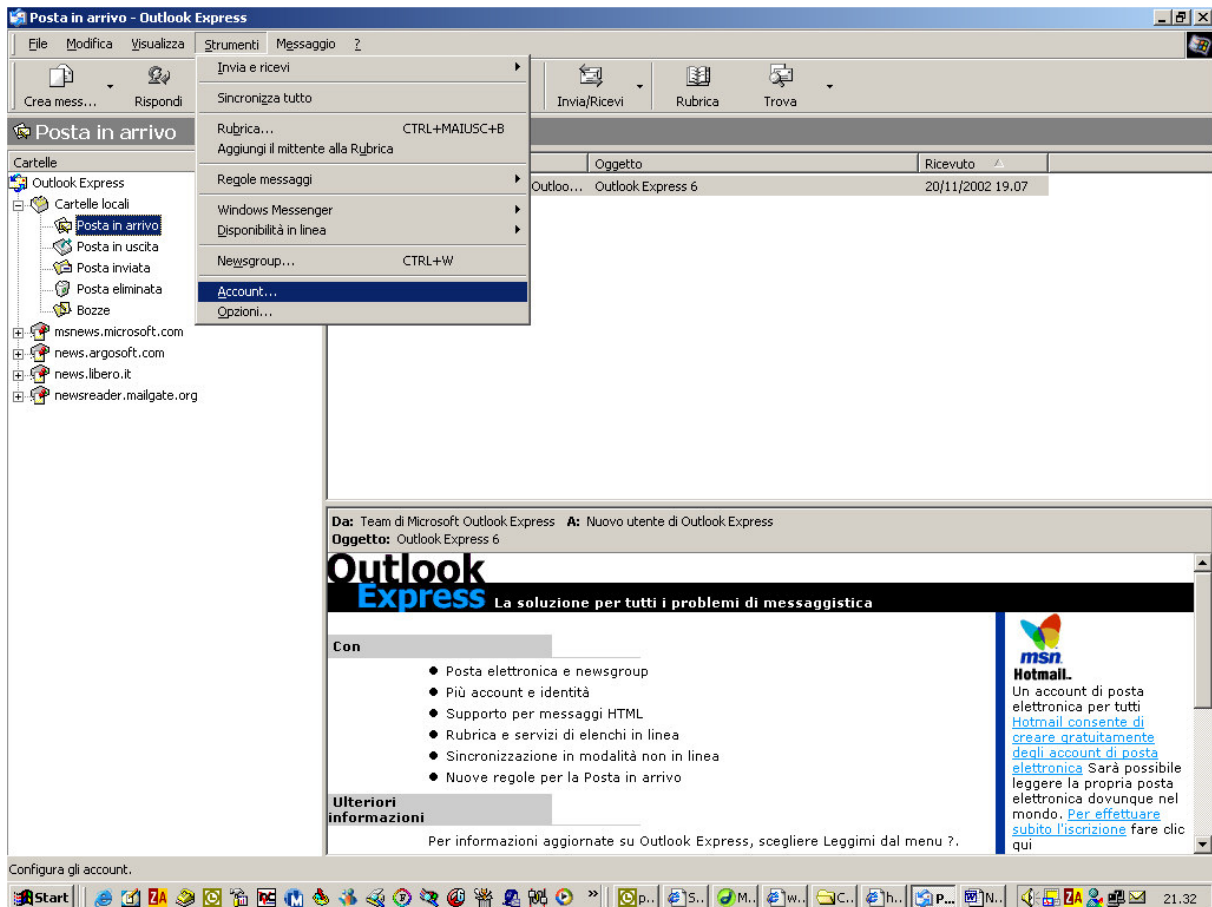 Posta in arrivo - Outlook Express
File Modifica Visualizza Strumenti Messaggio ?
Crea mess... Rispondi Invia/Ricevi Rubrica Trova
Invia e ricevi
Sincronizza tutto
Rubrica... CTRL+MAIUSC+B
Aggiungi il mittente alla Rubrica
Regole messaggi
Windows Messenger
Disponibilità in linea
Newsgroup... CTRL+W
Account...
Opzioni...
Posta in arrivo
Cartelle
Outlook Express
Cartelle locali
Posta in arrivo
Posta in uscita
Posta inviata
Posta eliminata
Bozze
msnews.microsoft.com
news.argosoft.com
news.libero.it
newsreader.mailgate.org
Oggetto Ricevuto
Outloo... Outlook Express 6 20/11/2002 19.07
Da: Team di Microsoft Outlook Express A: Nuovo utente di Outlook Express
Oggetto: Outlook Express 6
Outlook
Express La soluzione per tutti i problemi di messaggistica
Con
Posta elettronica e newsgroup
Più account e identità
Supporto per messaggi HTML
Rubrica e servizi di elenchi in linea
Sincronizzazione in modalità non in linea
Nuove regole per la Posta in arrivo
Ulteriori
informazioni
Per informazioni aggiornate su Outlook Express, scegliere Leggimi dal menu ?.
msn
Hotmail.
Un account di posta
elettronica per tutti
Hotmail consente di
creare gratuitamente
degli account di posta
elettronica Sarà possibile
leggere la propria posta
elettronica dovunque nel
mondo. Per effettuare
subito l'iscrizione fare clic
qui
Configura gli account.
Start ZA » p.. S.. M.. w.. C.. h.. P... N.. ZA 21.32